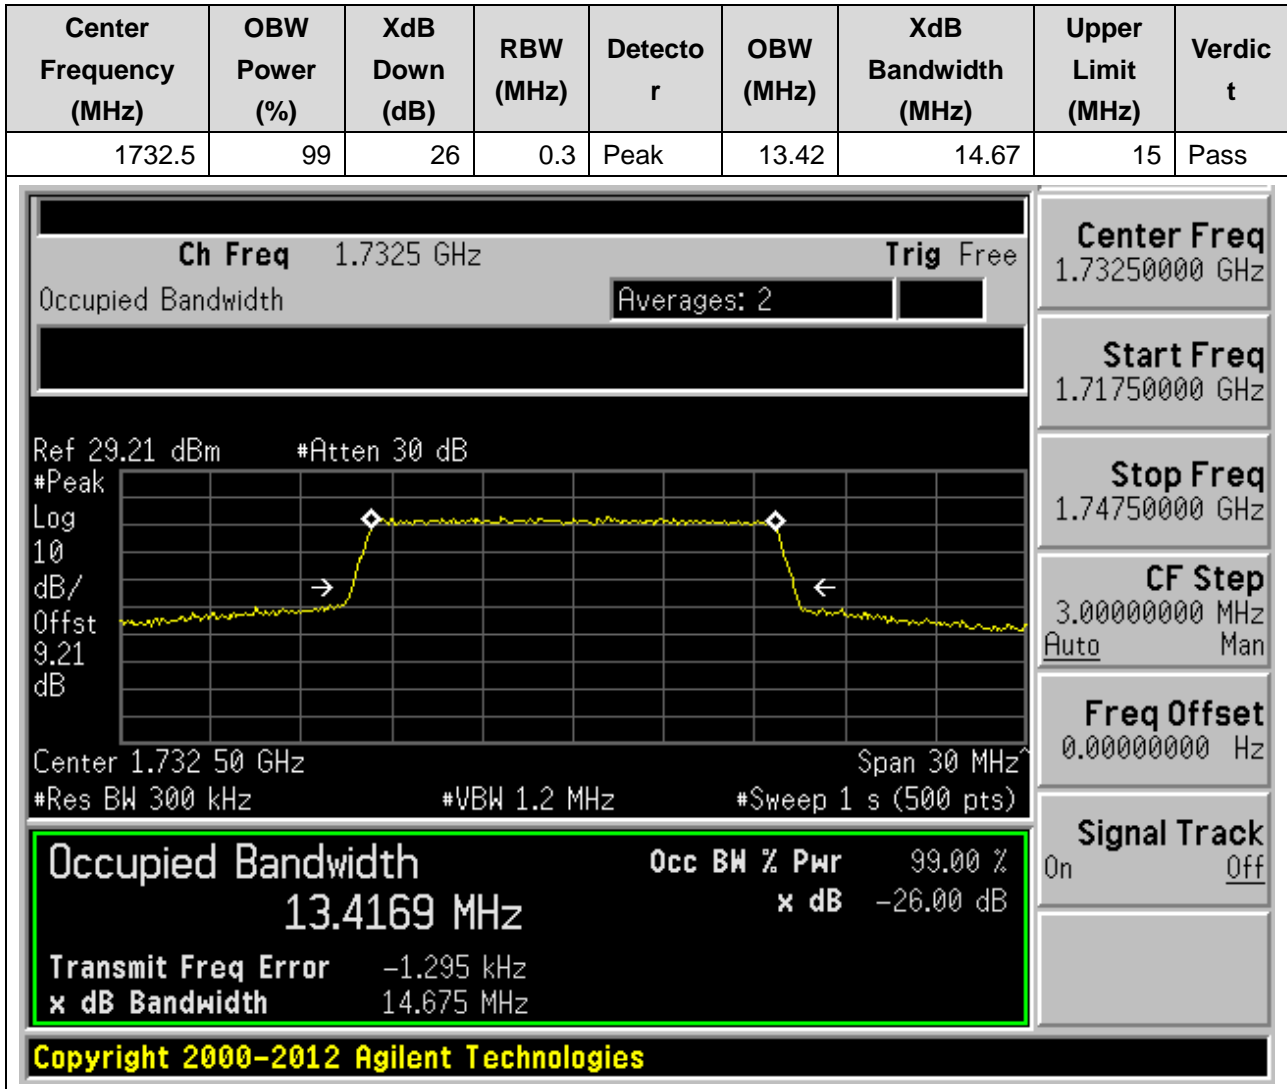 Center Frequency (MHz) OBW Power (%) XdB Down (dB) RBW (MHz) Detecto r OBW (MHz) XdB Bandwidth (MHz) Upper Limit (MHz) Verdic t
1732.5 99 26 0.3 Peak 13.42 14.67 15 Pass
Ch Freq 1.7325 GHz Trig Free
Occupied Bandwidth Averages: 2
Ref 29.21 dBm #Atten 30 dB
#Peak
Log
10
dB/
Offst
9.21
dB
Center 1.732 50 GHz Span 30 MHz^
#Res BW 300 kHz #VBW 1.2 MHz #Sweep 1 s (500 pts)
Occupied Bandwidth Occ BW % Pwr 99.00 %
13.4169 MHz x dB -26.00 dB
Transmit Freq Error -1.295 kHz
x dB Bandwidth 14.675 MHz
Copyright 2000-2012 Agilent Technologies
Center Freq
1.73250000 GHz
Start Freq
1.71750000 GHz
Stop Freq
1.74750000 GHz
CF Step
3.00000000 MHz
Auto Man
Freq Offset
0.00000000 Hz
Signal Track
On Off